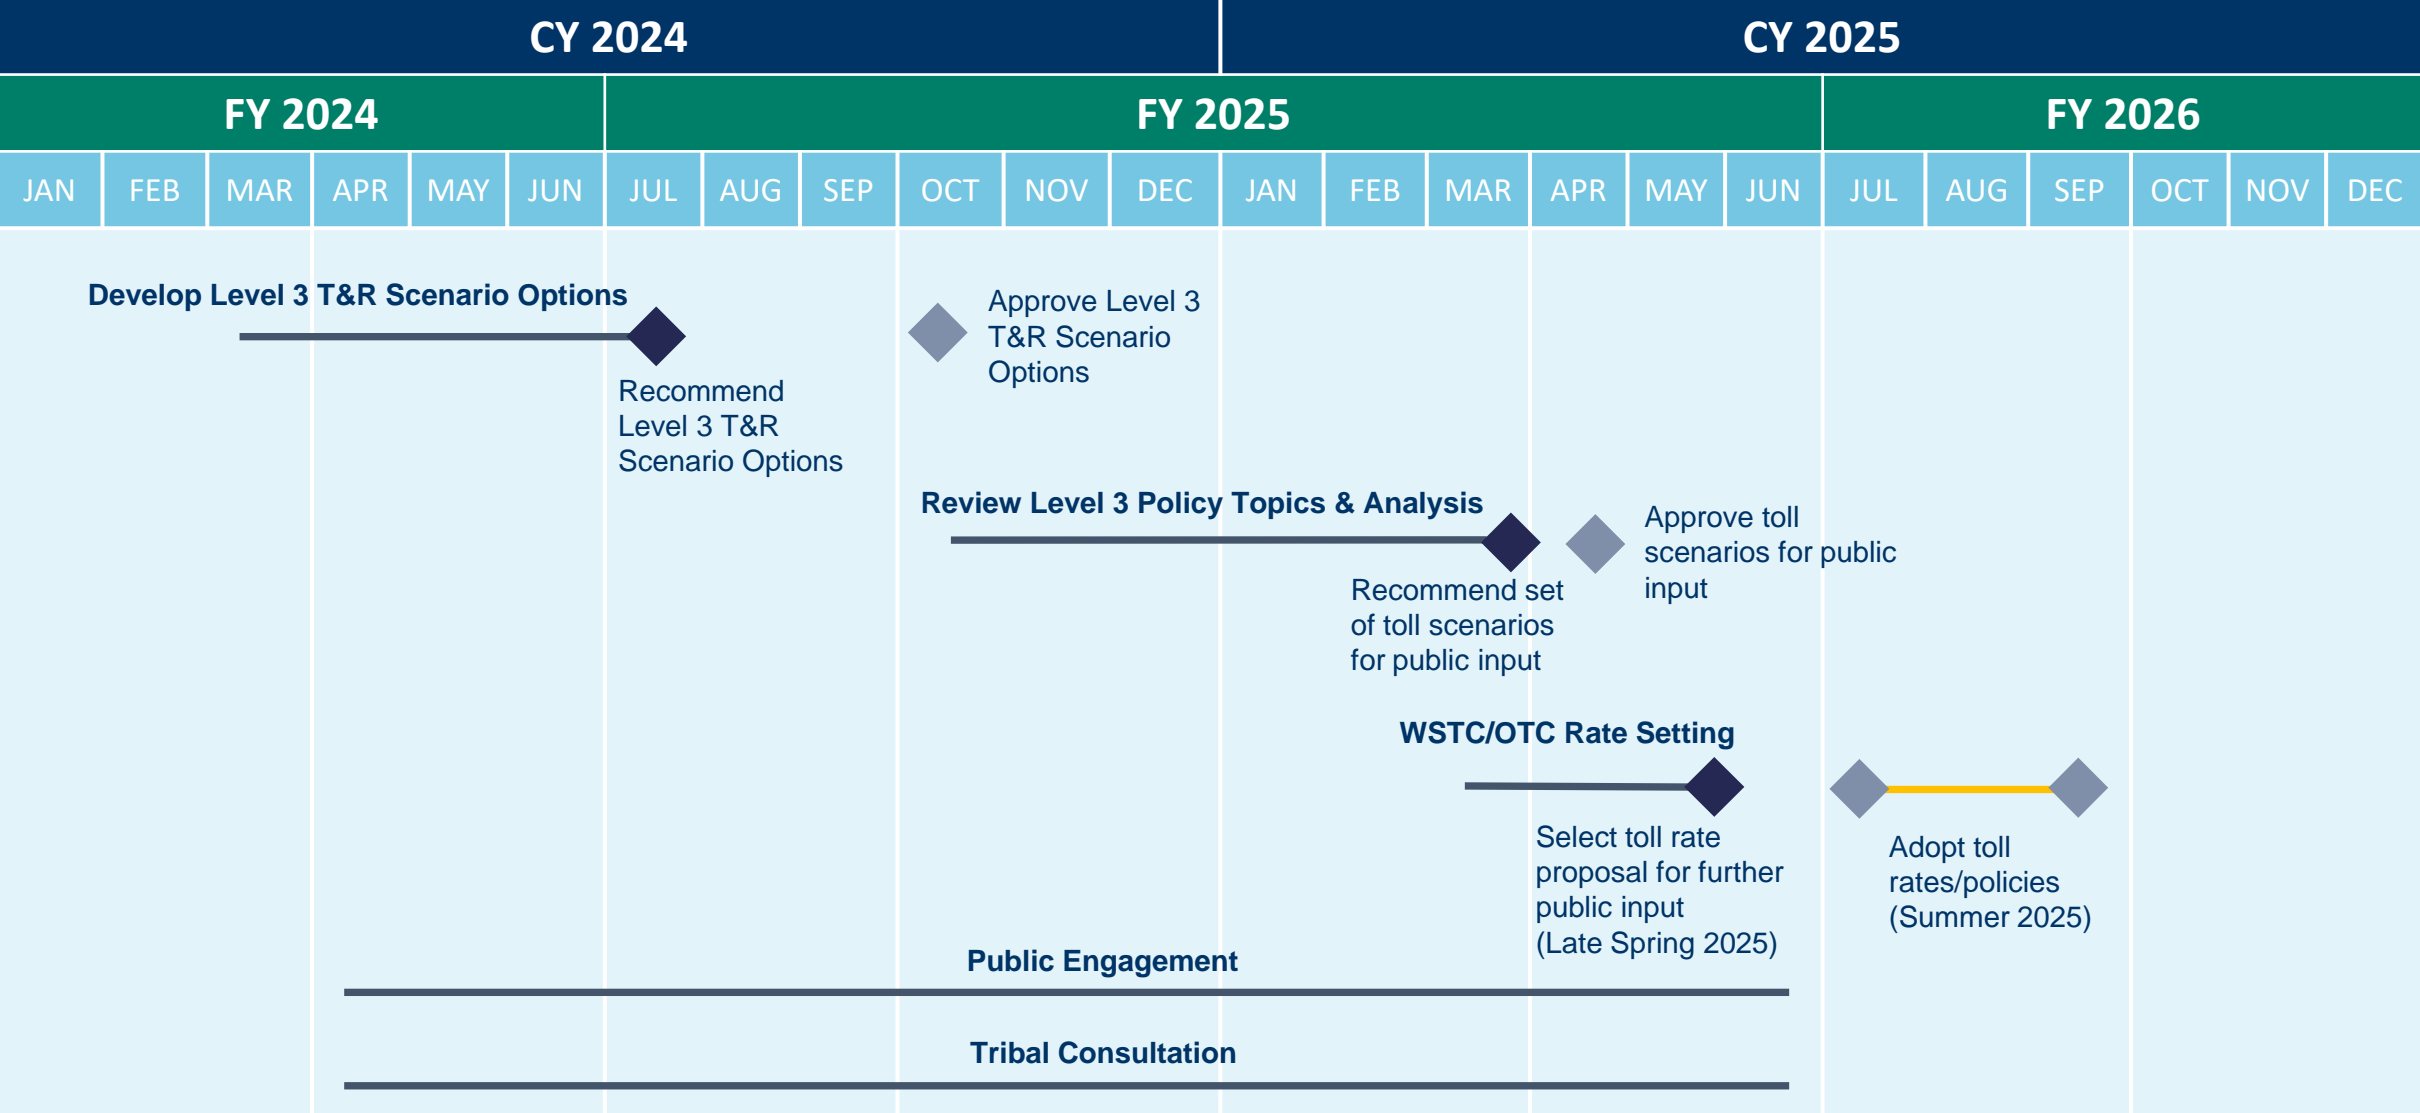 CY 2024
CY 2025
FY 2024
FY 2025
FY 2026
JAN FEB MAR APR MAY JUN JUL AUG SEP OCT NOV DEC JAN FEB MAR APR MAY JUN JUL AUG SEP OCT NOV DEC
Develop Level 3 T&R Scenario Options
Recommend
Level 3 T&R
Scenario Options
Approve Level 3
T&R Scenario
Options
Review Level 3 Policy Topics & Analysis
Recommend set
of toll scenarios
for public input
Approve toll
scenarios for public
input
WSTC/OTC Rate Setting
Select toll rate
proposal for further
public input
(Late Spring 2025)
Adopt toll
rates/policies
(Summer 2025)
Public Engagement
Tribal Consultation